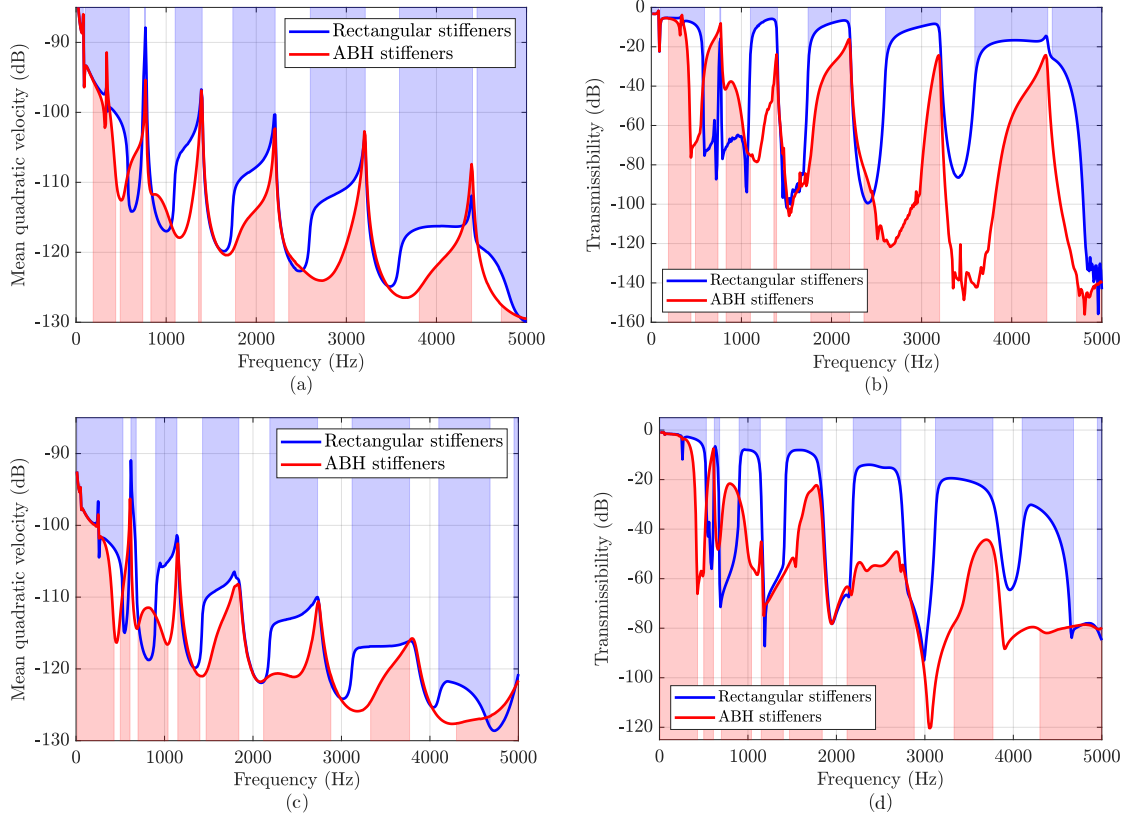 Mean quadratic velocity (dB)
-85
-90
-100
-110
-120
-130
Rectangular stiffeners
ABH stiffeners
0 1000 2000 3000 4000 5000
Frequency (Hz)
(a)
Transmissibility (dB)
0
-20
-40
-60
-80
-100
-120
-140
-160
Rectangular stiffeners
ABH stiffeners
0 1000 2000 3000 4000 5000
Frequency (Hz)
(b)
Mean quadratic velocity (dB)
-85
-90
-100
-110
-120
-130
Rectangular stiffeners
ABH stiffeners
0 1000 2000 3000 4000 5000
Frequency (Hz)
(c)
Transmissibility (dB)
0
-20
-40
-60
-80
-100
-120
Rectangular stiffeners
ABH stiffeners
0 1000 2000 3000 4000 5000
Frequency (Hz)
(d)